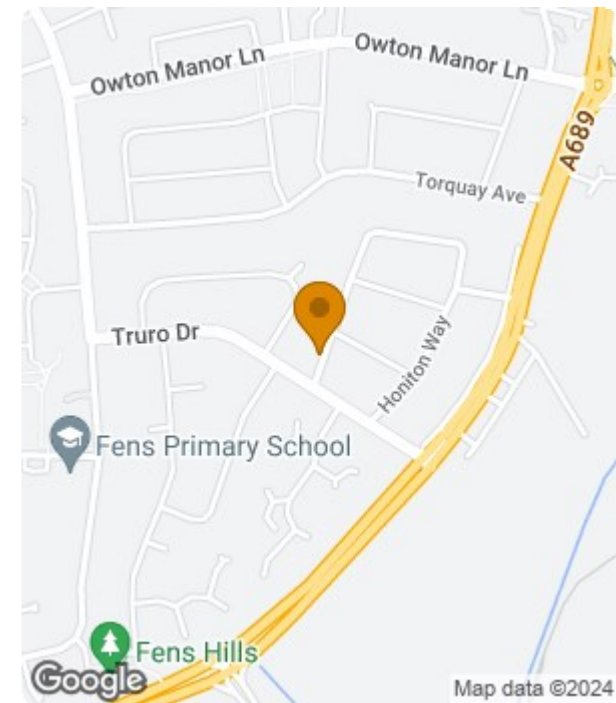 Owton Manor Ln
Owton Manor Ln
A689
Torquay Ave
Truro Dr
Honiton Way
Fens Primary School
Fens Hills
Google
Map data ©2024